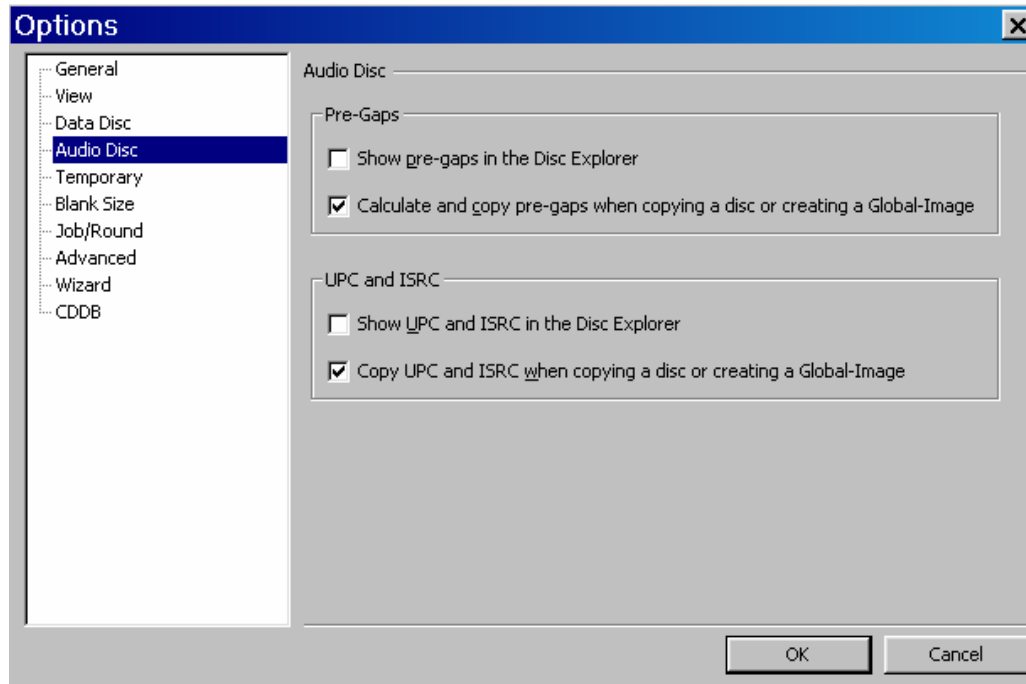 Options
General
View
Data Disc
Audio Disc
Temporary
Blank Size
Job/Round
Advanced
Wizard
CDDB
Audio Disc
Pre-Gaps
Show pre-gaps in the Disc Explorer
Calculate and copy pre-gaps when copying a disc or creating a Global-Image
UPC and ISRC
Show UPC and ISRC in the Disc Explorer
Copy UPC and ISRC when copying a disc or creating a Global-Image
OK
Cancel